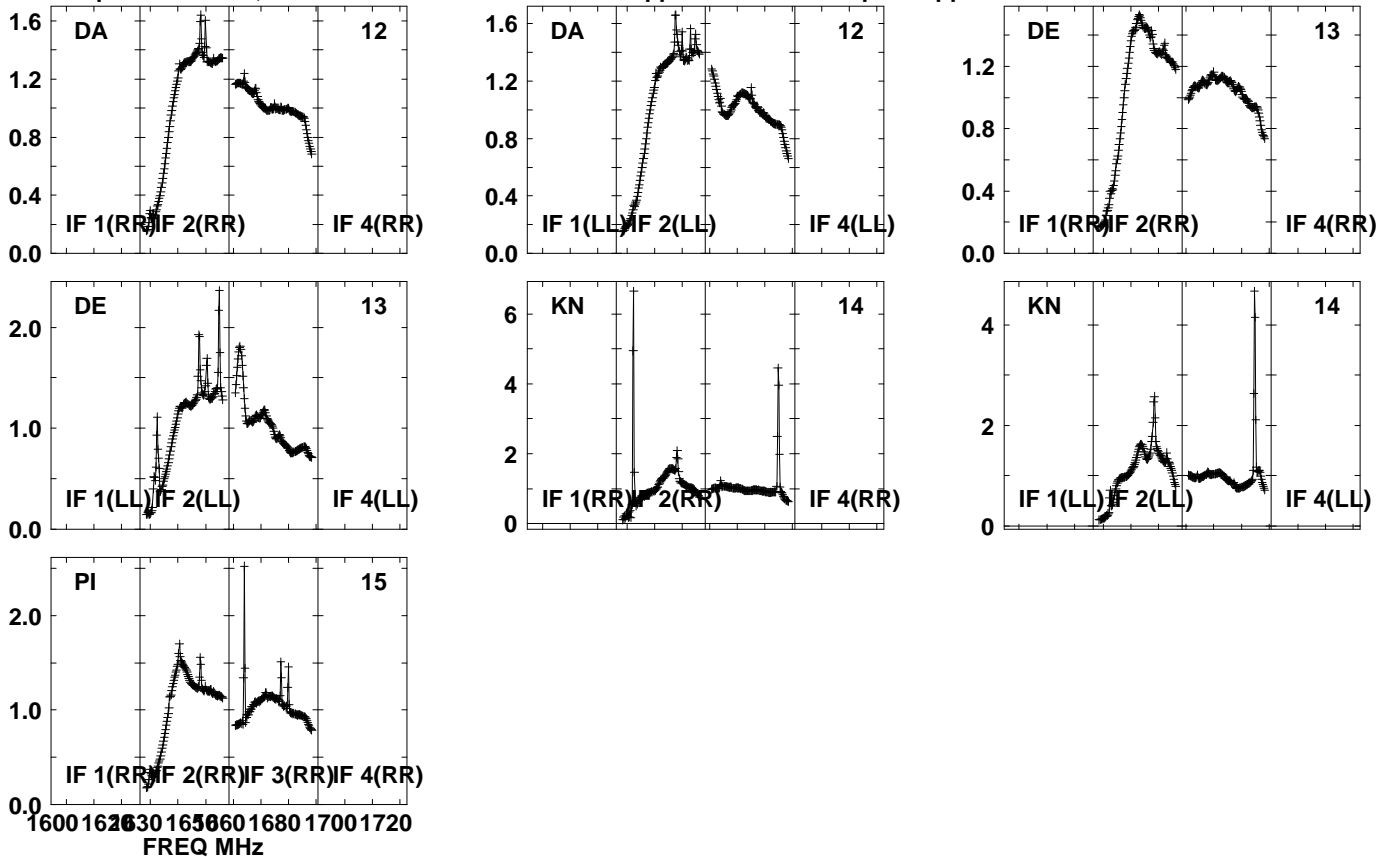 DA 12
1.6
1.2
0.8
0.4
0.0
IF 1(RR) IF 2(RR) IF 4(RR)
DA 12
1.6
1.2
0.8
0.4
0.0
IF 1(LL) IF 2(LL) IF 4(LL)
DE 13
1.2
0.8
0.4
0.0
IF 1(RR) IF 2(RR) IF 4(RR)
DE 13
2.0
1.0
0.0
IF 1(LL) IF 2(LL) IF 4(LL)
KN 14
6
4
2
0
IF 1(RR) IF 2(RR) IF 4(RR)
KN 14
4
2
0
IF 1(LL) IF 2(LL) IF 4(LL)
PI 15
2.0
1.0
0.0
IF 1(RR) IF 2(RR) IF 3(RR) IF 4(RR)
1600 1620 1630 1650 1660 1680 1700 1720
FREQ MHz